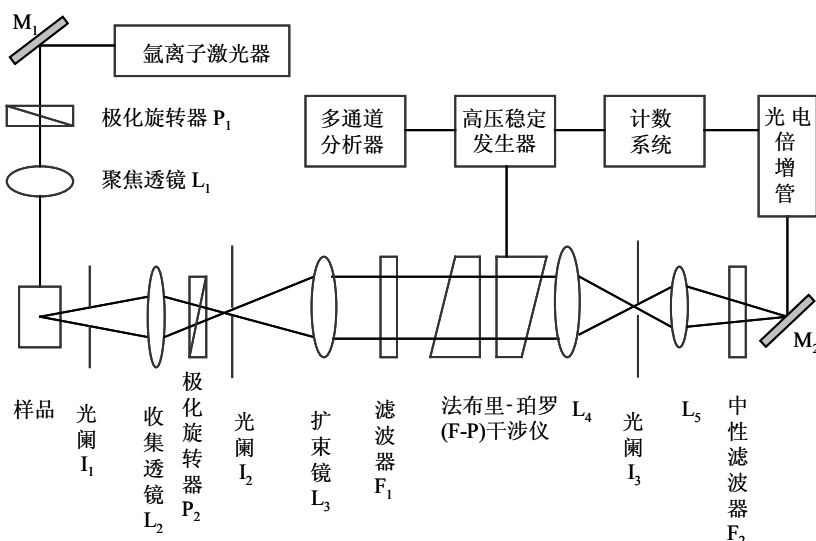 M₁
氩离子激光器
极化旋转器 P₁
聚焦透镜 L₁
多通道
分析器
高压稳定
发生器
计数
系统
光电
倍
增
管
M₂
样品
光
阑
I₁
收
集
透
镜
L₂
极
化
旋
转
器
P₂
光
阑
I₂
扩
束
镜
L₃
滤
波
器
F₁
法布里-珀罗
(F-P)干涉仪
L₄
光
阑
I₃
L₅
中
性
滤
波
器
F₂